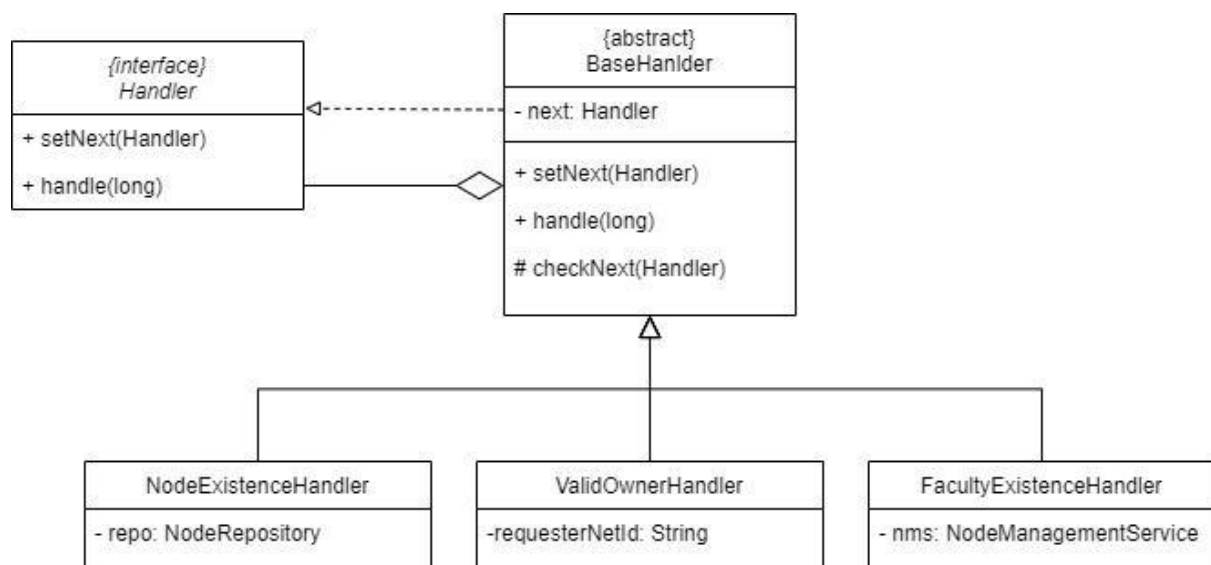 {interface}
Handler
+ setNext(Handler)
+ handle(long)
{abstract}
BaseHanlder
- next: Handler
+ setNext(Handler)
+ handle(long)
# checkNext(Handler)
NodeExistenceHandler
- repo: NodeRepository
ValidOwnerHandler
-requesterNetId: String
FacultyExistenceHandler
- nms: NodeManagementService